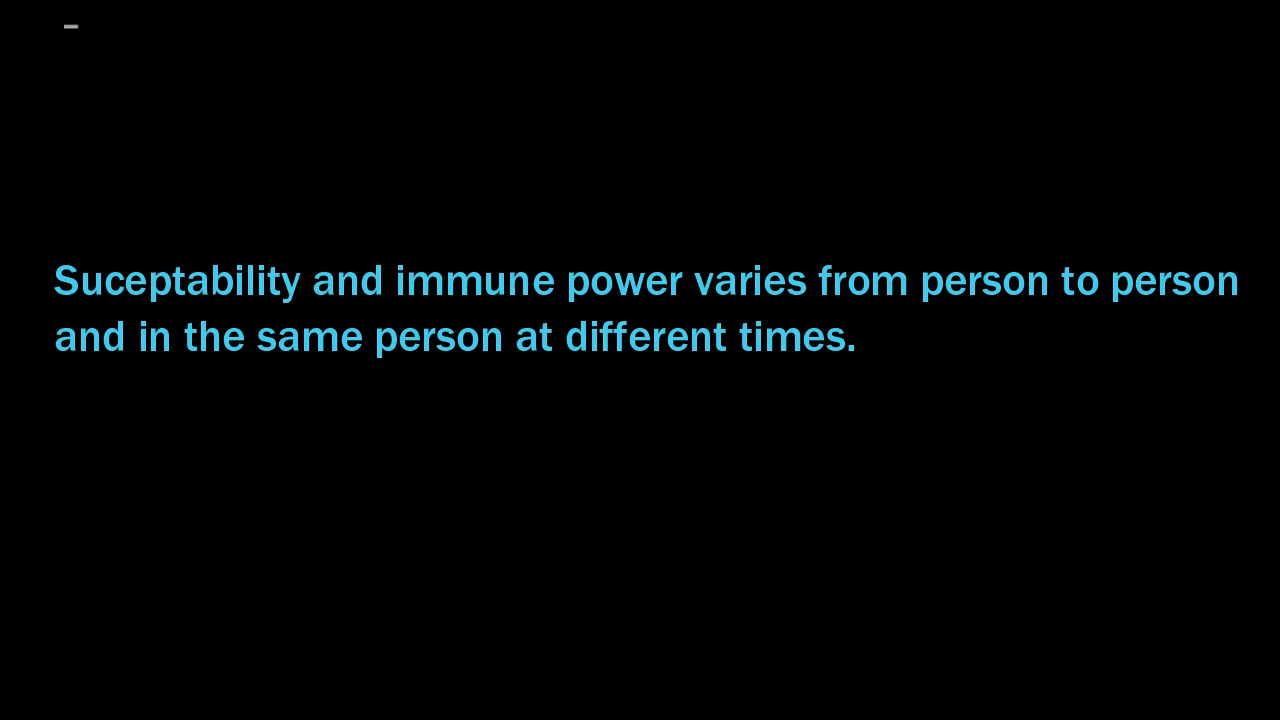 Suceptability and immune power varies from person to person
and in the same person at different times.